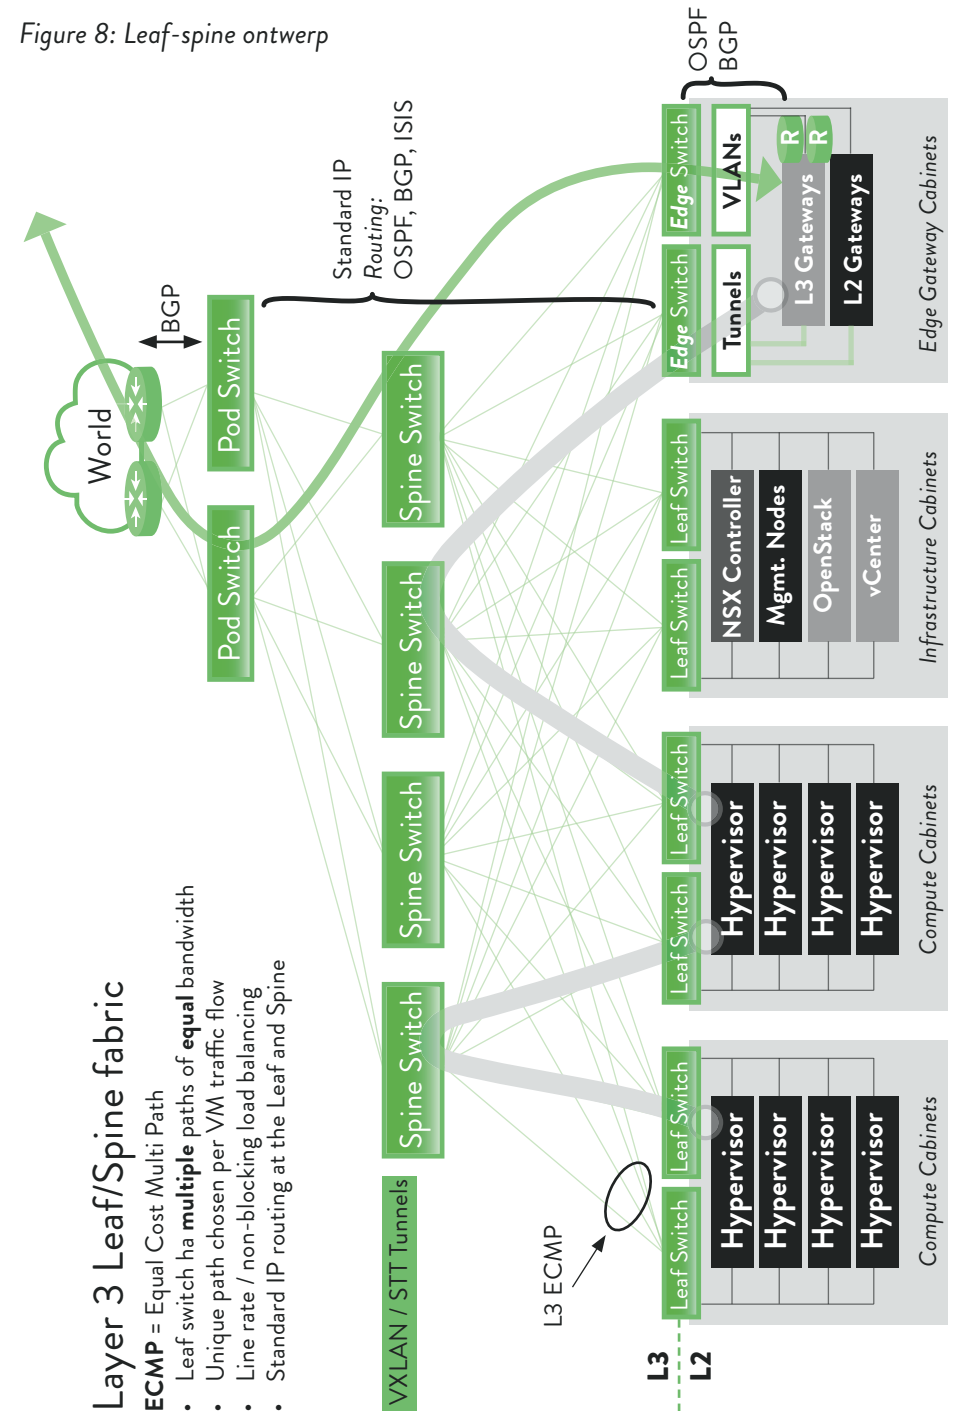 Figure 8: Leaf-spine ontwerp
Layer 3 Leaf/Spine fabric
ECMP = Equal Cost Multi Path
• Leaf switch ha multiple paths of equal bandwidth
• Unique path chosen per VM traffic flow
• Line rate / non-blocking load balancing
• Standard IP routing at the Leaf and Spine
World
BGP
Pod Switch
Pod Switch
Standard IP
Routing:
OSPF, BGP, ISIS
VXLAN / STT Tunnels
Spine Switch
Spine Switch
Spine Switch
Spine Switch
L3 ECMP
OSPF
BGP
L3
L2
Leaf Switch
Leaf Switch
Leaf Switch
Leaf Switch
Leaf Switch
Leaf Switch
Edge Switch
Edge Switch
Hypervisor
Hypervisor
Hypervisor
Hypervisor
Compute Cabinets
Hypervisor
Hypervisor
Hypervisor
Hypervisor
Compute Cabinets
NSX Controller
Mgmt. Nodes
OpenStack
vCenter
Infrastructure Cabinets
Tunnels
VLANs
L3 Gateways
R
R
L2 Gateways
Edge Gateway Cabinets